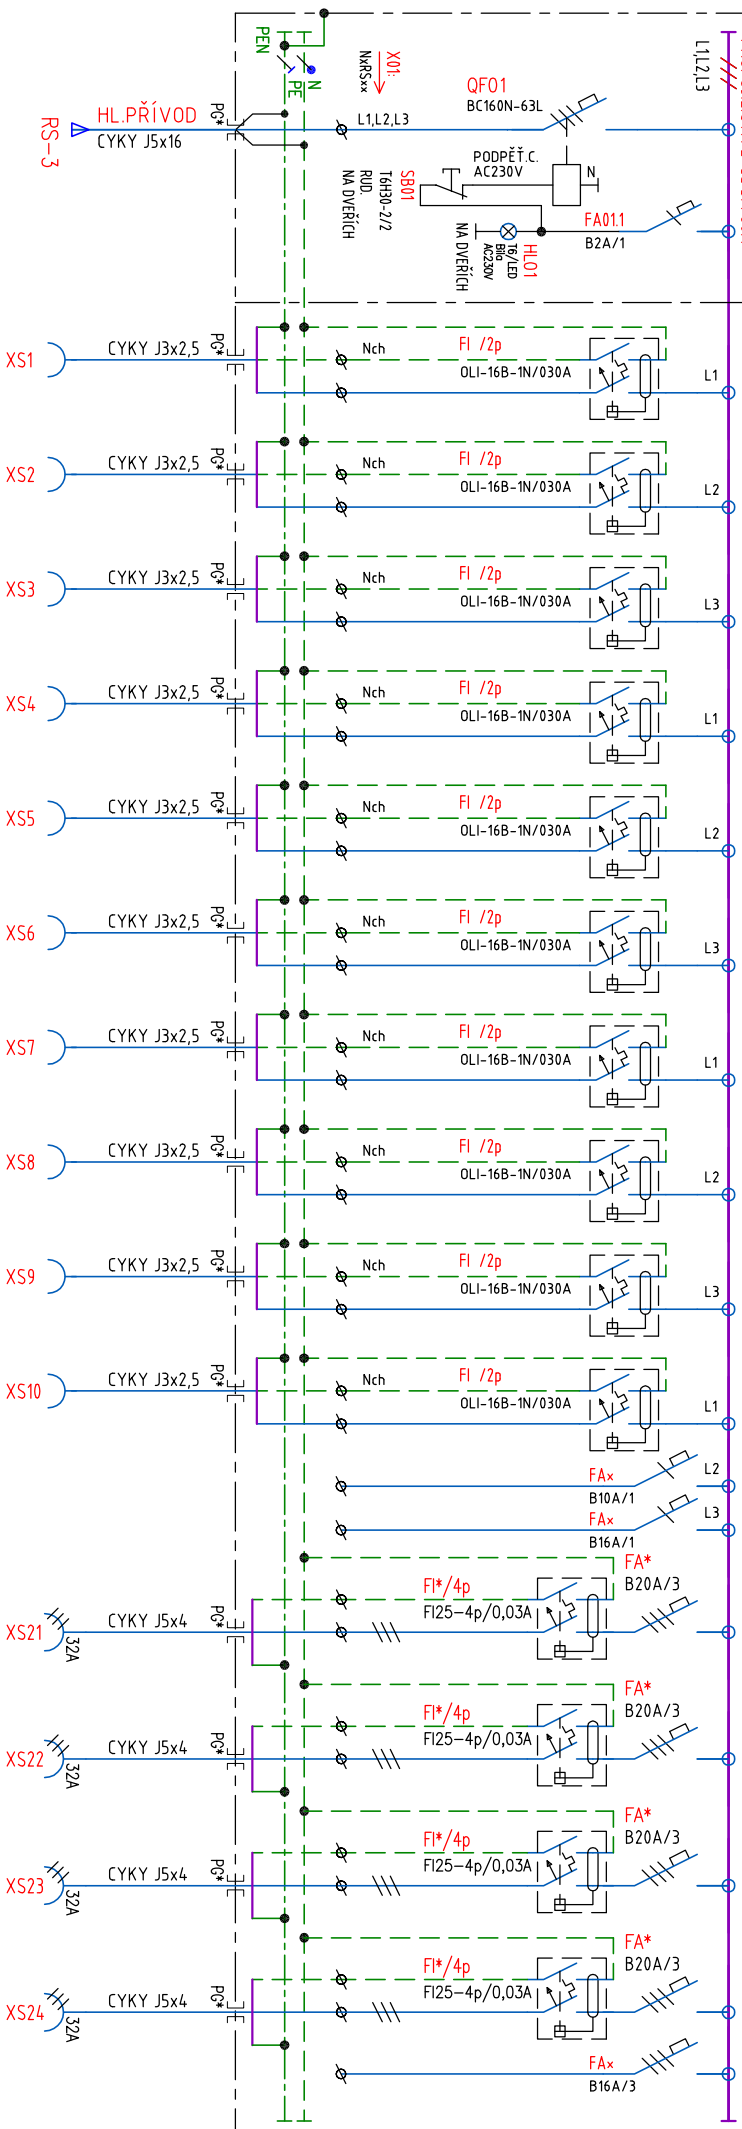 L1,L2,L3
PEN
N
PE
X01:
NxRS××
QF01
BC160N-63L
HL.PŘÍVOD
CYKY J5x16
PG*
L1,L2,L3
RS-3
PODPĚŤ.C.
AC230V
N
SB01
T6H30-2/2
RUD.
NA DVEŘÍCH
FA01.1
B2A/1
HL01
T6/LED
Bíla
AC230V
NA DVEŘÍCH
XS1
CYKY J3x2,5
PG*
Nch
FI /2p
OLI-16B-1N/030A
L1
XS2
CYKY J3x2,5
PG*
Nch
FI /2p
OLI-16B-1N/030A
L2
XS3
CYKY J3x2,5
PG*
Nch
FI /2p
OLI-16B-1N/030A
L3
XS4
CYKY J3x2,5
PG*
Nch
FI /2p
OLI-16B-1N/030A
L1
XS5
CYKY J3x2,5
PG*
Nch
FI /2p
OLI-16B-1N/030A
L2
XS6
CYKY J3x2,5
PG*
Nch
FI /2p
OLI-16B-1N/030A
L3
XS7
CYKY J3x2,5
PG*
Nch
FI /2p
OLI-16B-1N/030A
L1
XS8
CYKY J3x2,5
PG*
Nch
FI /2p
OLI-16B-1N/030A
L2
XS9
CYKY J3x2,5
PG*
Nch
FI /2p
OLI-16B-1N/030A
L3
XS10
CYKY J3x2,5
PG*
Nch
FI /2p
OLI-16B-1N/030A
L1
FA×
B10A/1
L2
FA×
B16A/1
L3
XS21
32A
CYKY J5x4
PG*
FI*/4p
FI25-4p/0,03A
FA*
B20A/3
XS22
32A
CYKY J5x4
PG*
FI*/4p
FI25-4p/0,03A
FA*
B20A/3
XS23
32A
CYKY J5x4
PG*
FI*/4p
FI25-4p/0,03A
FA*
B20A/3
XS24
32A
CYKY J5x4
PG*
FI*/4p
FI25-4p/0,03A
FA*
B20A/3
FA×
B16A/3